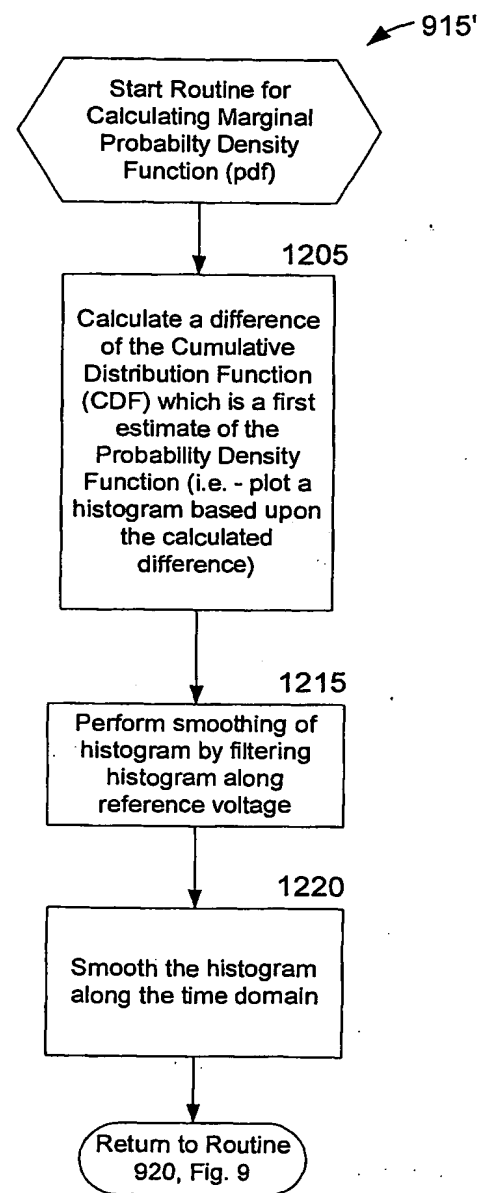 915'
Start Routine for
Calculating Marginal
Probabilty Density
Function (pdf)
1205
Calculate a difference
of the Cumulative
Distribution Function
(CDF) which is a first
estimate of the
Probability Density
Function (i.e. - plot a
histogram based upon
the calculated
difference)
1215
Perform smoothing of
histogram by filtering
histogram along
reference voltage
1220
Smooth the histogram
along the time domain
Return to Routine
920, Fig. 9